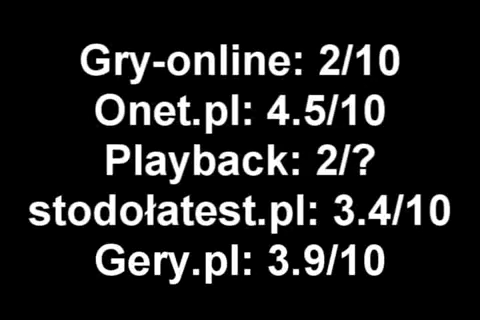 Gry-online: 2/10
Onet.pl: 4.5/10
Playback: 2/?
stodołatest.pl: 3.4/10
Gery.pl: 3.9/10